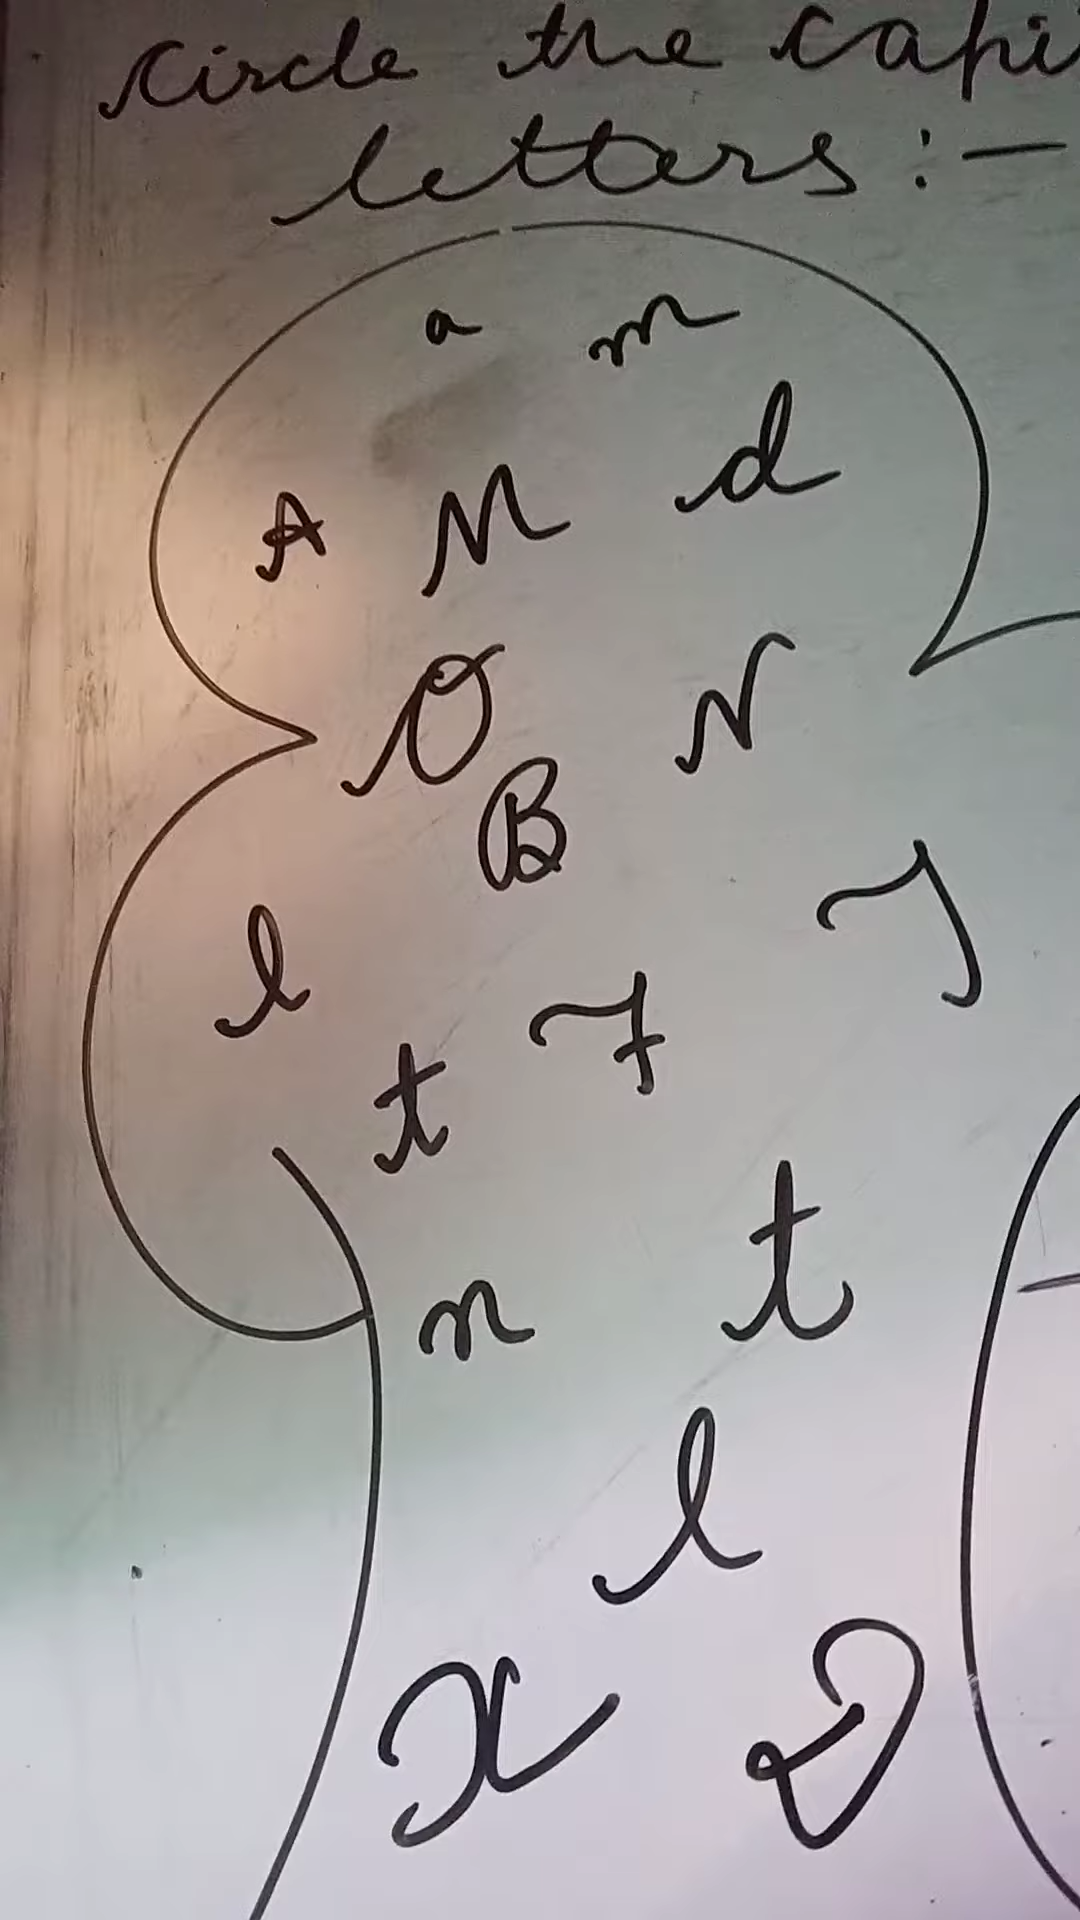 Circle the capi
letters :-
a m
A M d
O N
B
l T
t F
n t
l
X Q